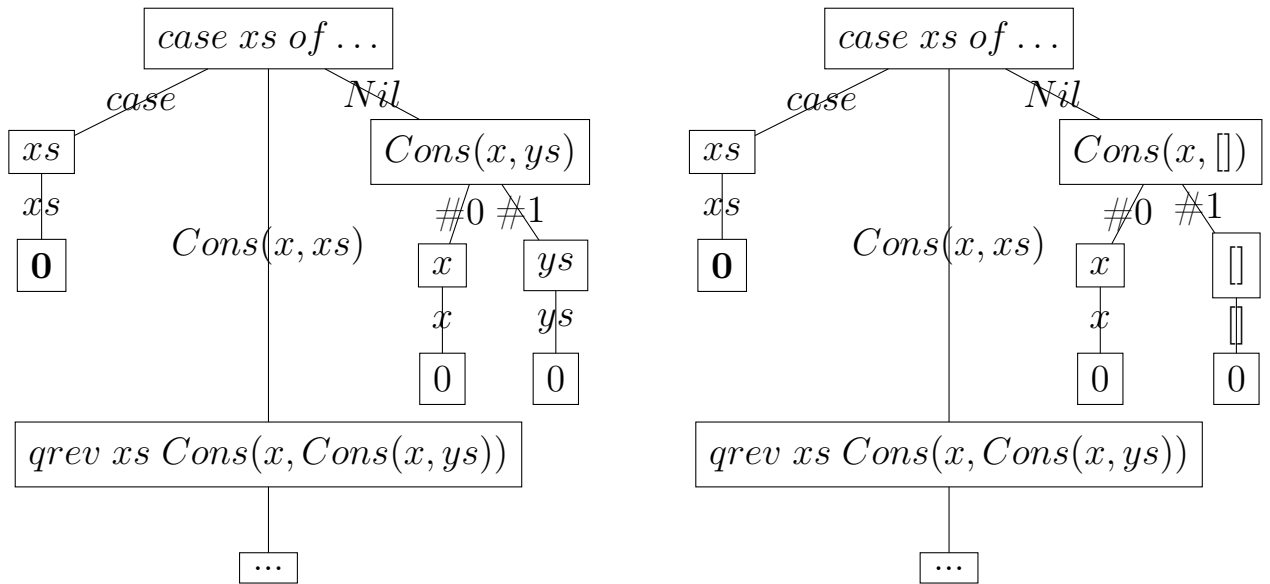 case xs of ...
case
Nil
xs
Cons(x, ys)
xs
#0 #1
Cons(x, xs)
0
x
ys
x
ys
0
0
qrev xs Cons(x, Cons(x, ys))
...
case xs of ...
case
Nil
xs
Cons(x, [])
xs
#0 #1
Cons(x, xs)
0
x
[]
x
[]
0
0
qrev xs Cons(x, Cons(x, ys))
...